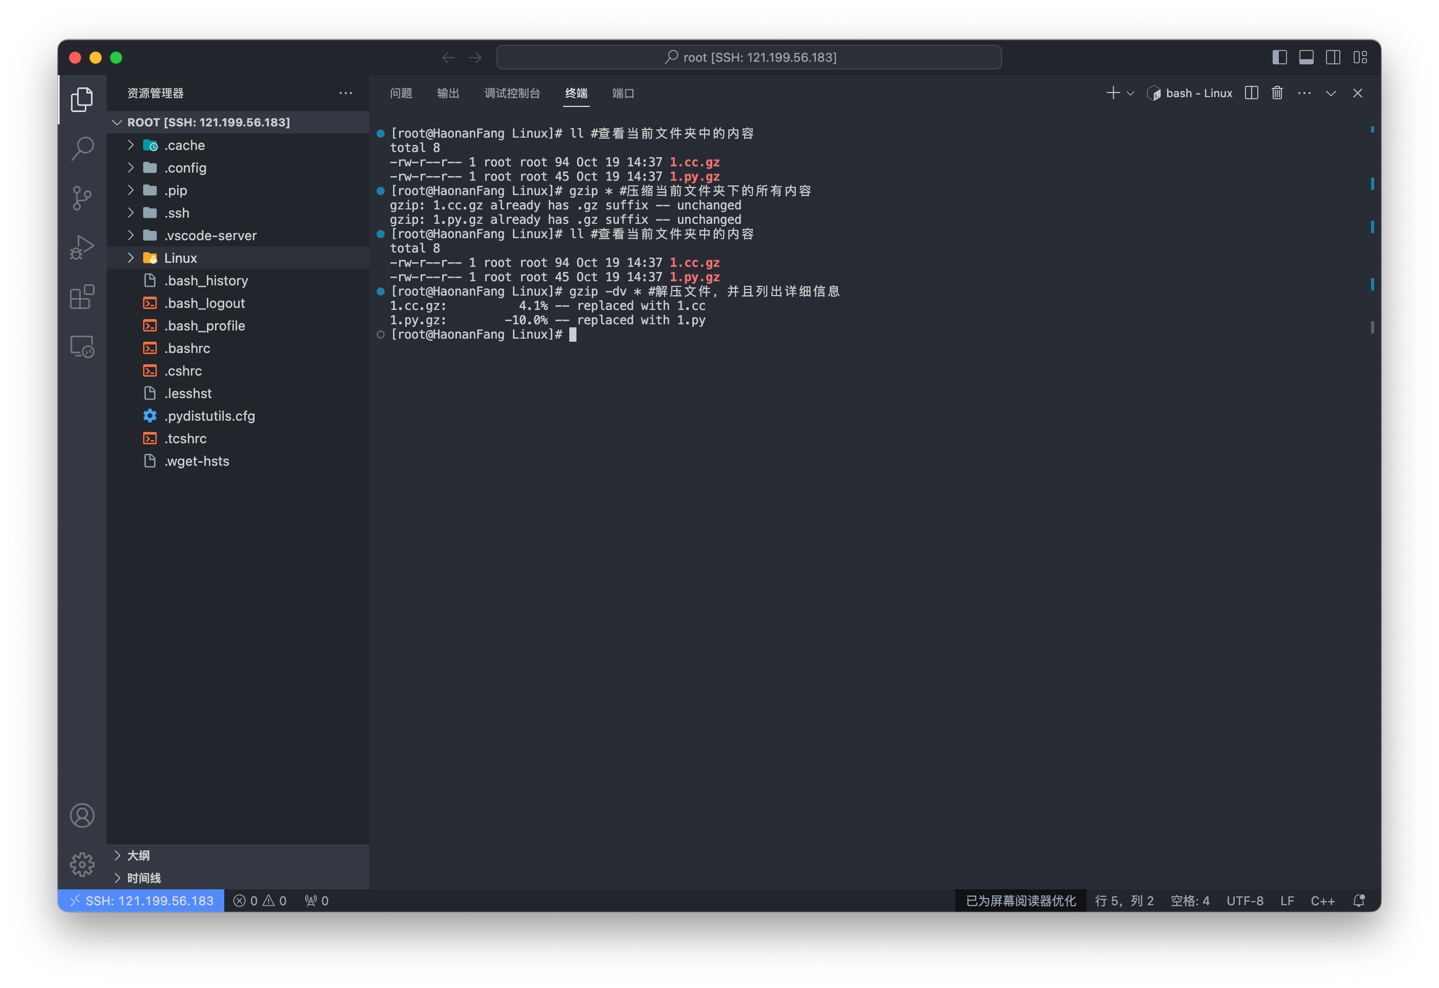 root [SSH: 121.199.56.183]
资源管理器
ROOT [SSH: 121.199.56.183]
.cache
.config
.pip
.ssh
.vscode-server
Linux
.bash_history
.bash_logout
.bash_profile
.bashrc
.cshrc
.lesshst
.pydistutils.cfg
.tcshrc
.wget-hsts
大纲
时间线
问题 输出 调试控制台 终端 端口
bash - Linux
[root@HaonanFang Linux]# ll #查看当前文件夹中的内容
total 8
-rw-r--r-- 1 root root 94 Oct 19 14:37 1.cc.gz
-rw-r--r-- 1 root root 45 Oct 19 14:37 1.py.gz
[root@HaonanFang Linux]# gzip * #压缩当前文件夹下的所有内容
gzip: 1.cc.gz already has .gz suffix -- unchanged
gzip: 1.py.gz already has .gz suffix -- unchanged
[root@HaonanFang Linux]# ll #查看当前文件夹中的内容
total 8
-rw-r--r-- 1 root root 94 Oct 19 14:37 1.cc.gz
-rw-r--r-- 1 root root 45 Oct 19 14:37 1.py.gz
[root@HaonanFang Linux]# gzip -dv * #解压文件，并且列出详细信息
1.cc.gz: 4.1% -- replaced with 1.cc
1.py.gz: -10.0% -- replaced with 1.py
[root@HaonanFang Linux]#
SSH: 121.199.56.183 0 0 0 已为屏幕阅读器优化 行 5，列 2 空格: 4 UTF-8 LF C++